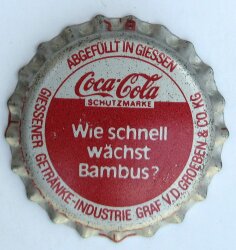 ABGEFÜLLT IN GIESSEN
Coca-Cola
SCHUTZMARKE
Wie schnell
wächst
Bambus?
GIESSENER GETRÄNKE-INDUSTRIE GRAF V.D. GROEBEN & CO. KG